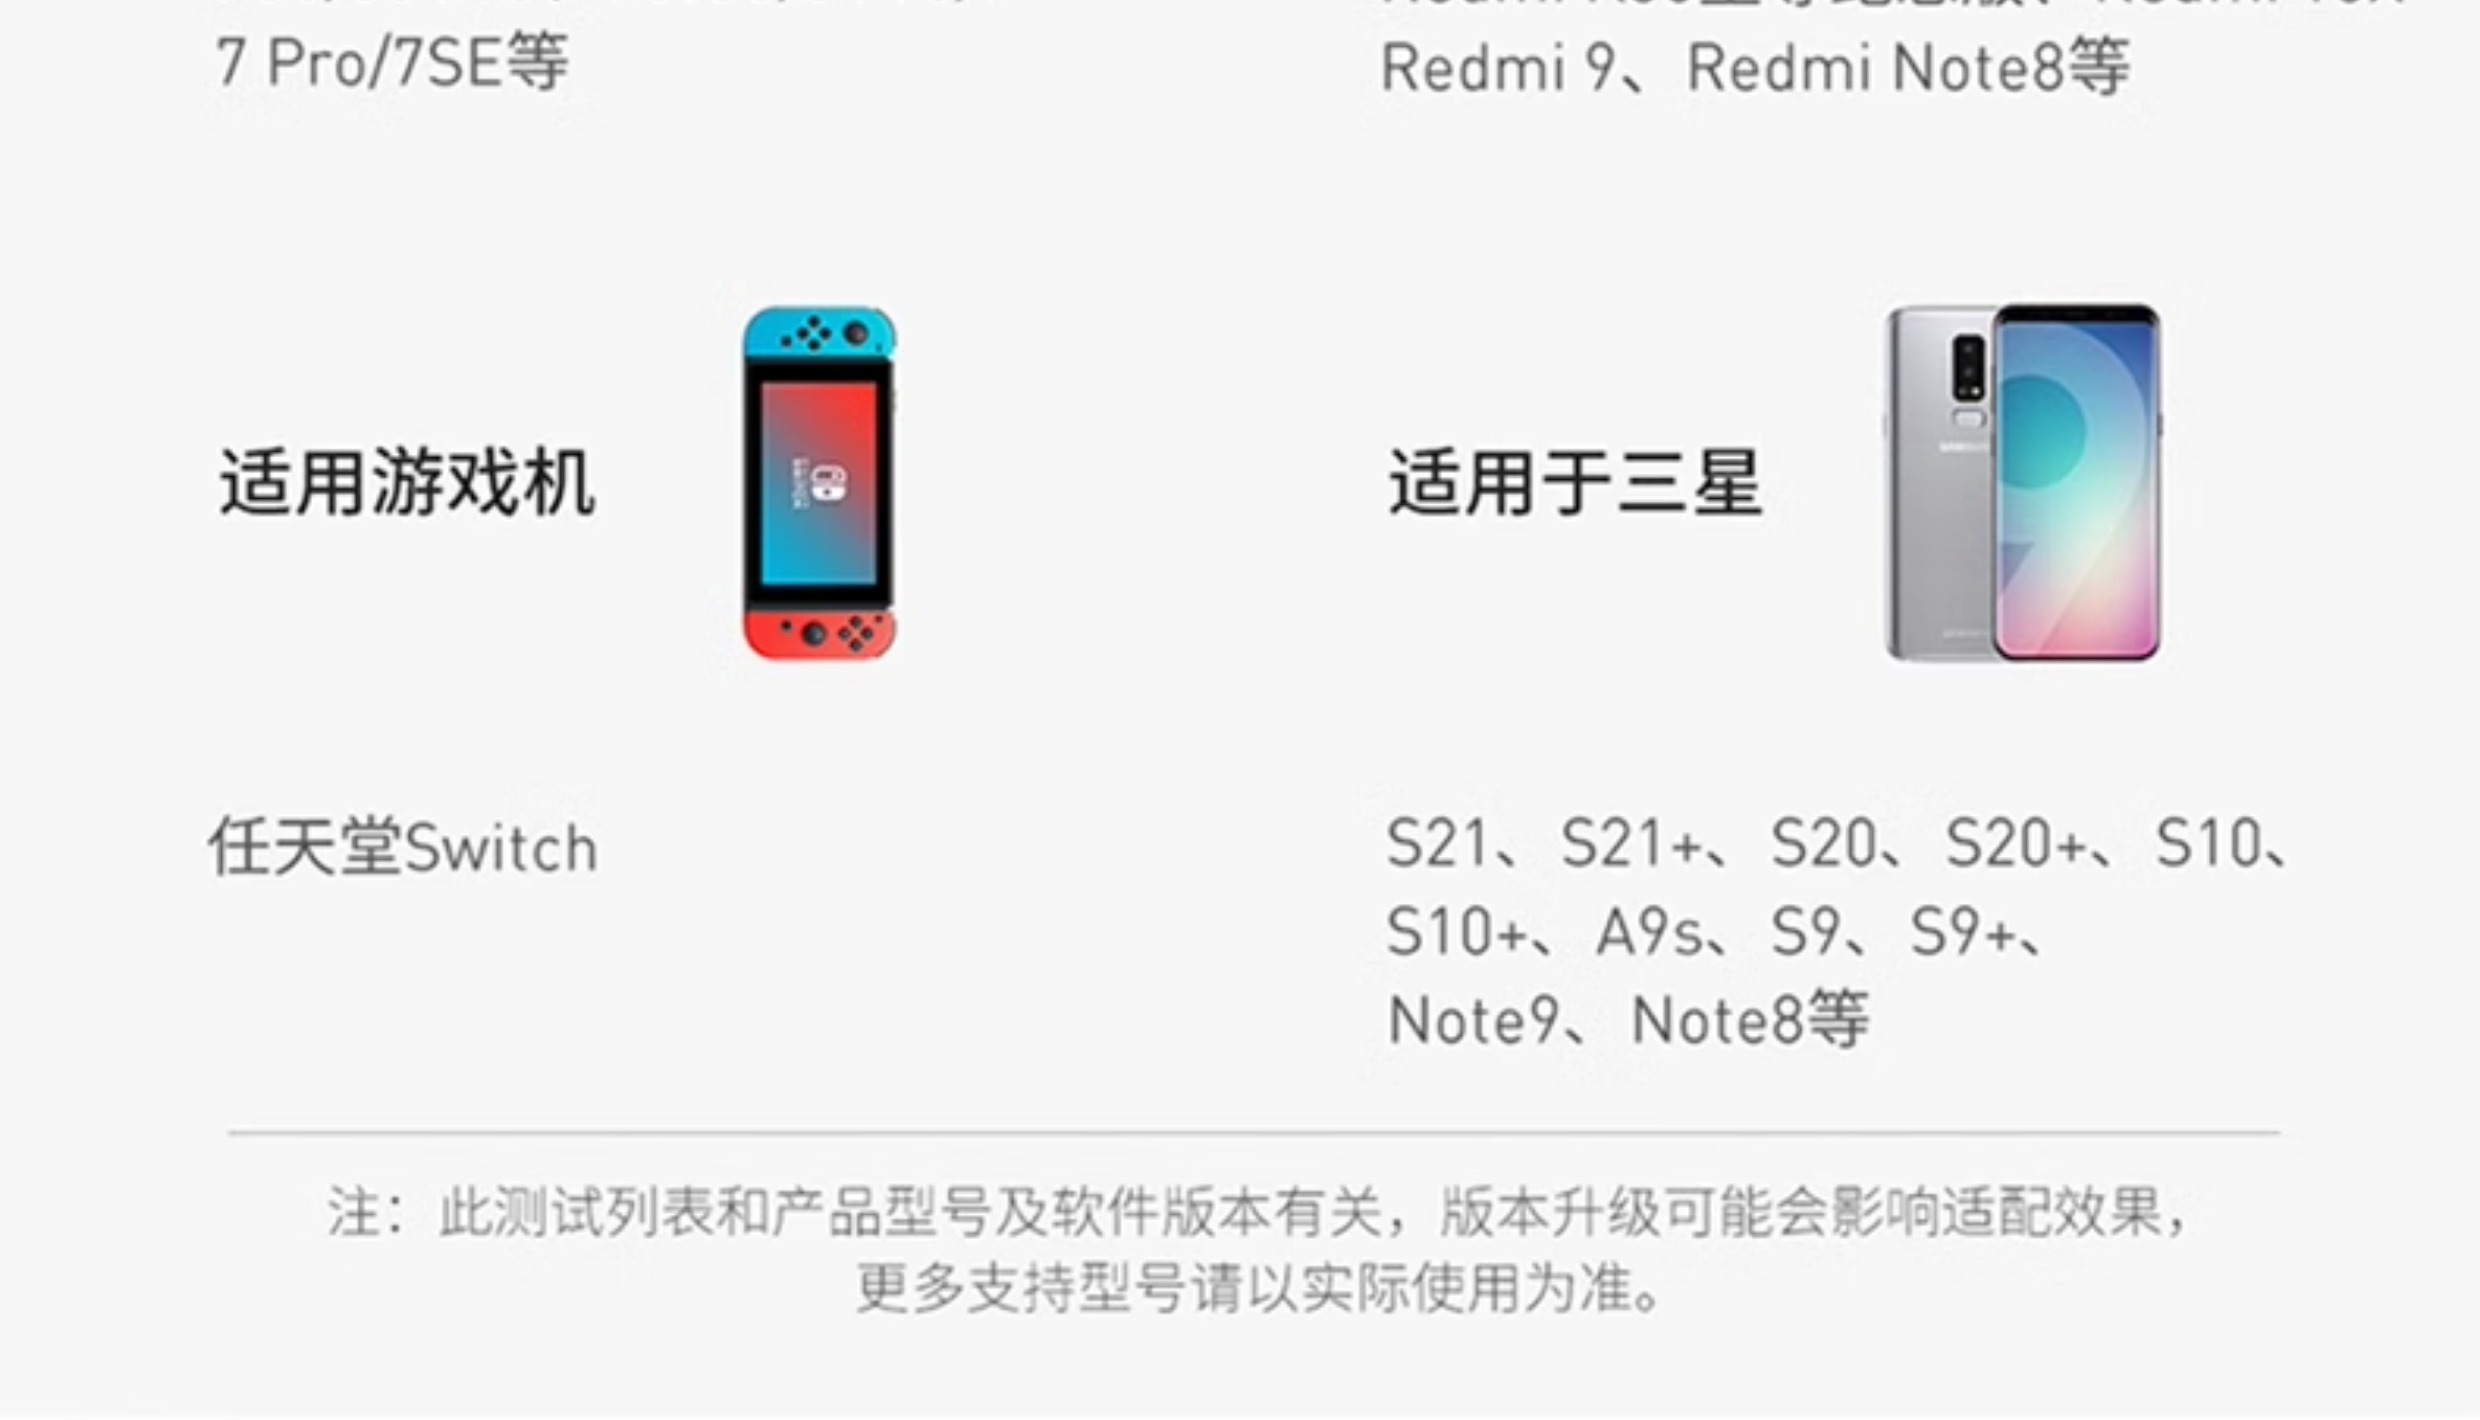 7 Pro/7SE等
Redmi 9、Redmi Note8等
适用游戏机
适用于三星
任天堂Switch
S21、S21+、S20、S20+、S10、
S10+、A9s、S9、S9+、
Note9、Note8等
注：此测试列表和产品型号及软件版本有关，版本升级可能会影响适配效果，
更多支持型号请以实际使用为准。